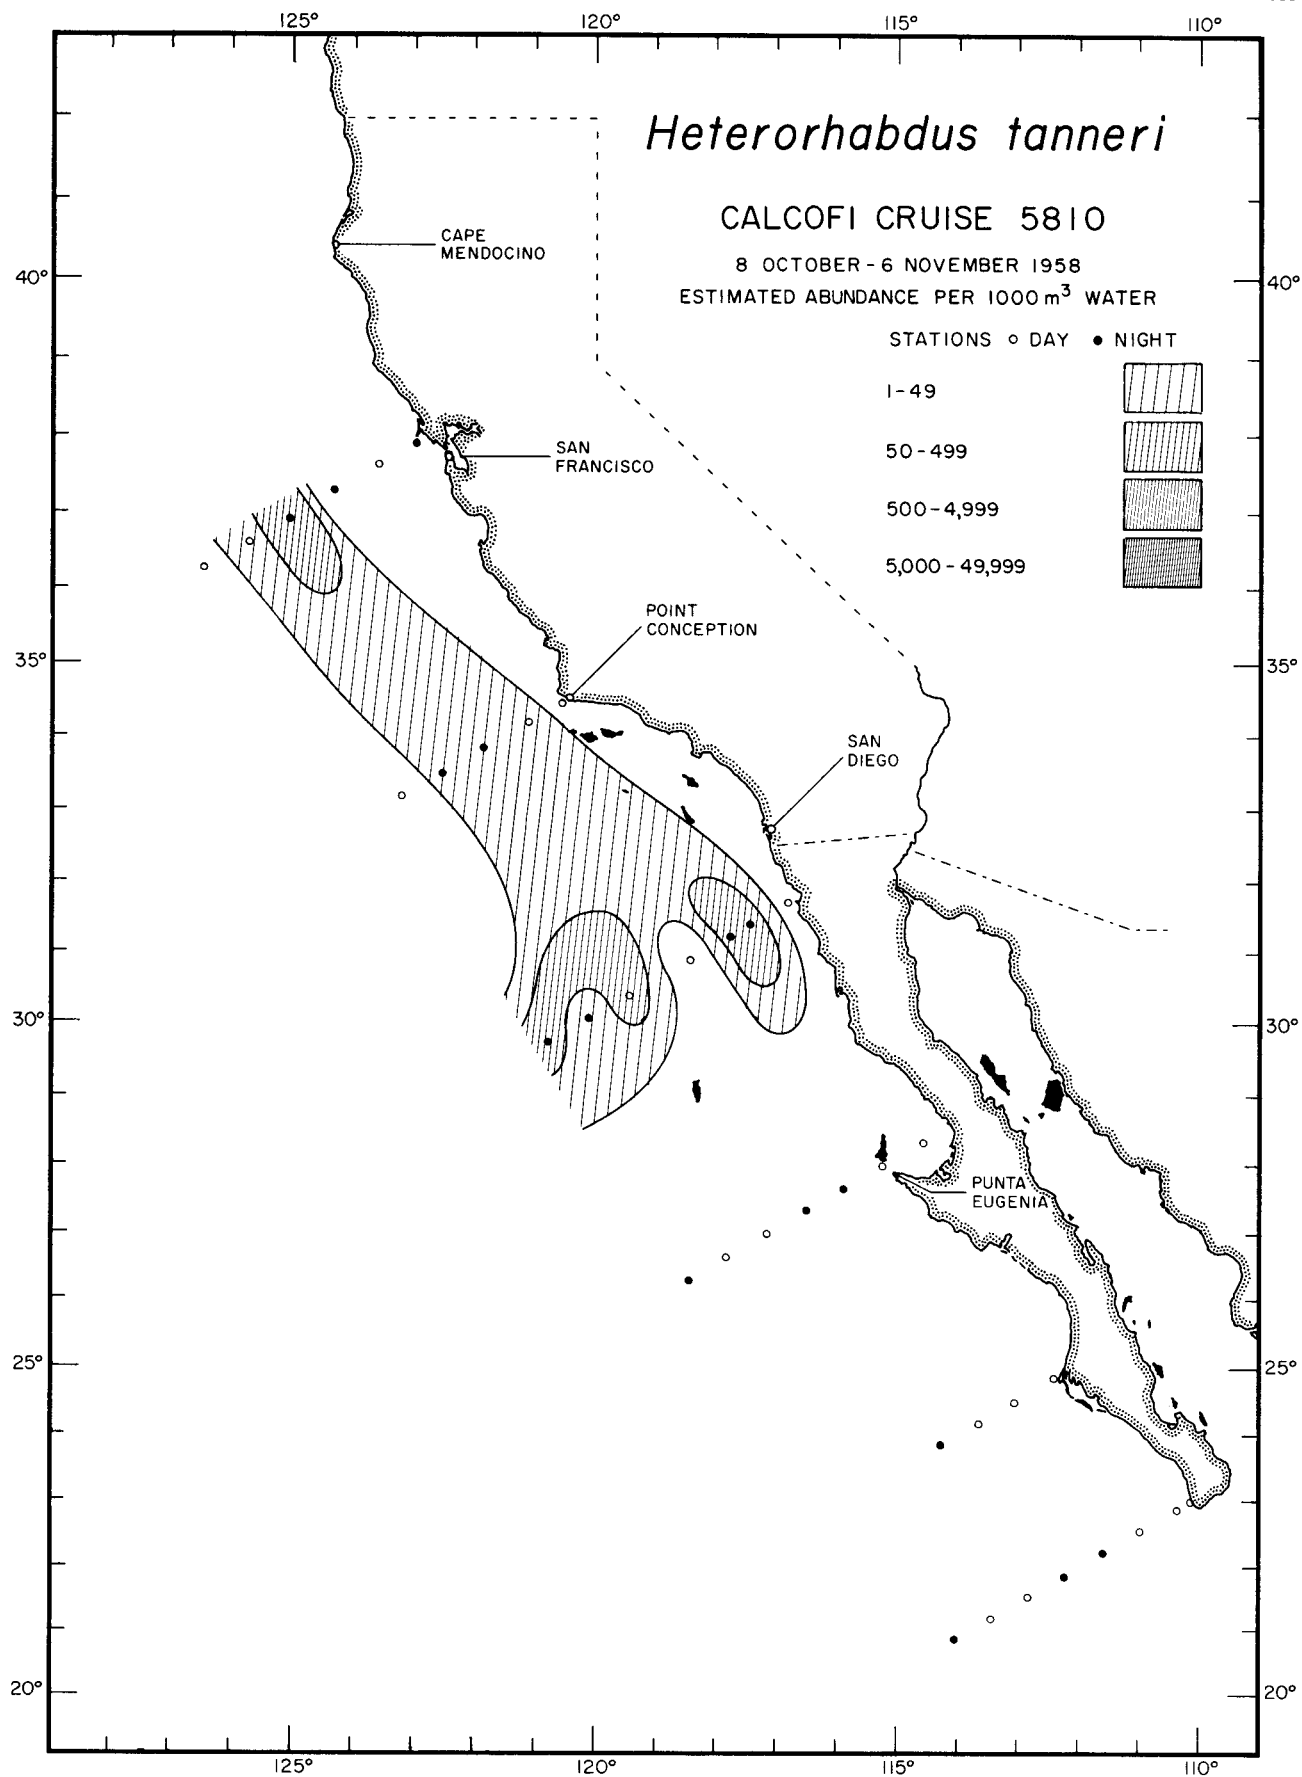 125° 120° 115° 110°
Heterorhabdus tanneri
CALCOFI CRUISE 5810
8 OCTOBER - 6 NOVEMBER 1958
ESTIMATED ABUNDANCE PER 1000 m³ WATER
STATIONS ○ DAY ● NIGHT
1-49
50-499
500-4,999
5,000-49,999
CAPE
MENDOCINO
40° 40°
SAN
FRANCISCO
POINT
CONCEPTION
35° 35°
SAN
DIEGO
30° 30°
PUNTA
EUGENIA
25° 25°
20° 20°
125° 120° 115° 110°